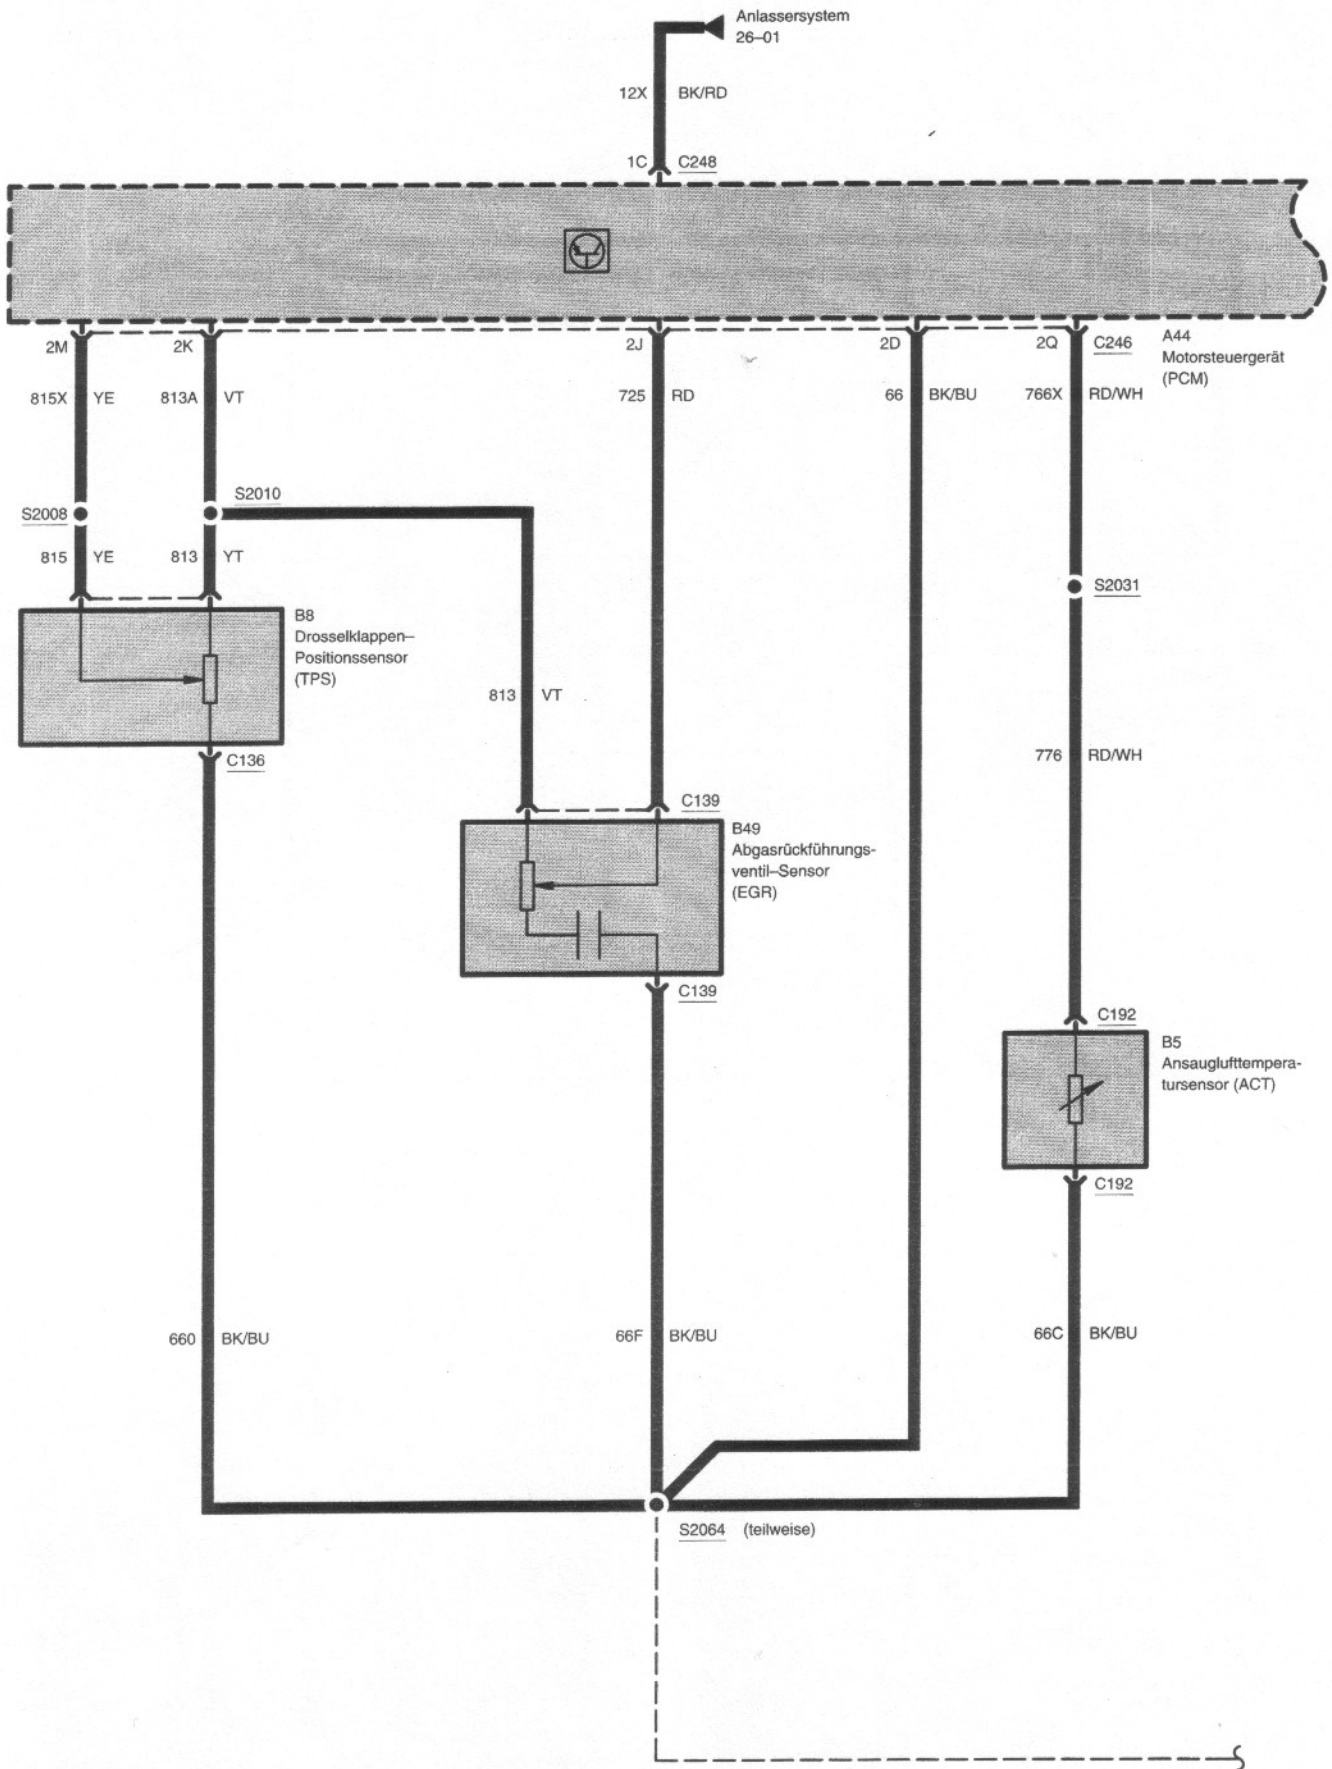 Anlassersystem
26–01
12X BK/RD
1C C248
2M 2K 2J 2D 2Q C246
A44
Motorsteuergerät
(PCM)
815X YE 813A VT 725 RD 66 BK/BU 766X RD/WH
S2008 S2010
815 YE 813 YT
S2031
B8
Drosselklappen–
Positionssensor
(TPS)
813 VT
C136
776 RD/WH
C139
B49
Abgasrückführungs-
ventil–Sensor
(EGR)
C139
C192
B5
Ansauglufttempera-
tursensor (ACT)
C192
660 BK/BU 66F BK/BU 66C BK/BU
S2064 (teilweise)